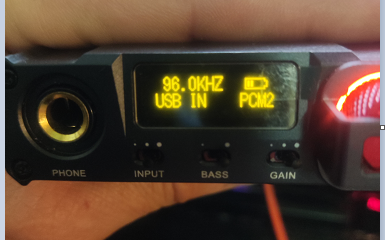 96.0KHZ
USB IN PCM2
PHONE INPUT BASS GAIN